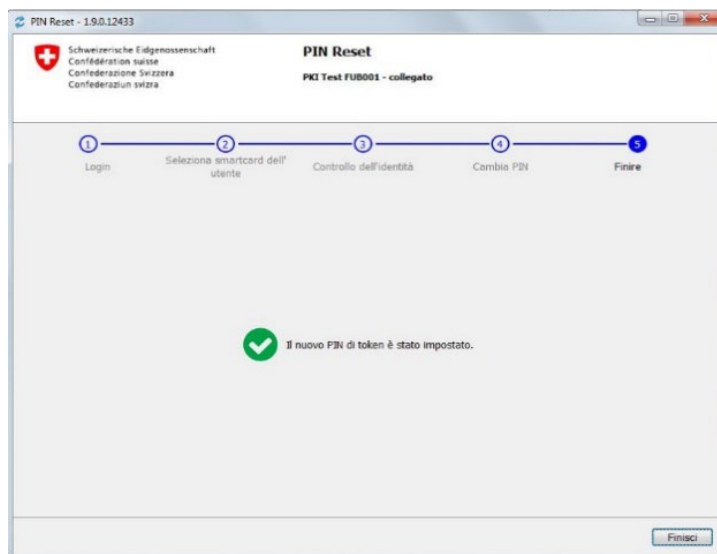 PIN Reset - 1.9.0.12433
Schweizerische Eidgenossenschaft
Confédération suisse
Confederazione Svizzera
Confederaziun svizra
PIN Reset
PKI Test FUB001 - collegato
1
2
3
4
5
Login
Seleziona smartcard dell'
utente
Controllo dell'identità
Cambia PIN
Finire
Il nuovo PIN di token è stato impostato.
Finisci